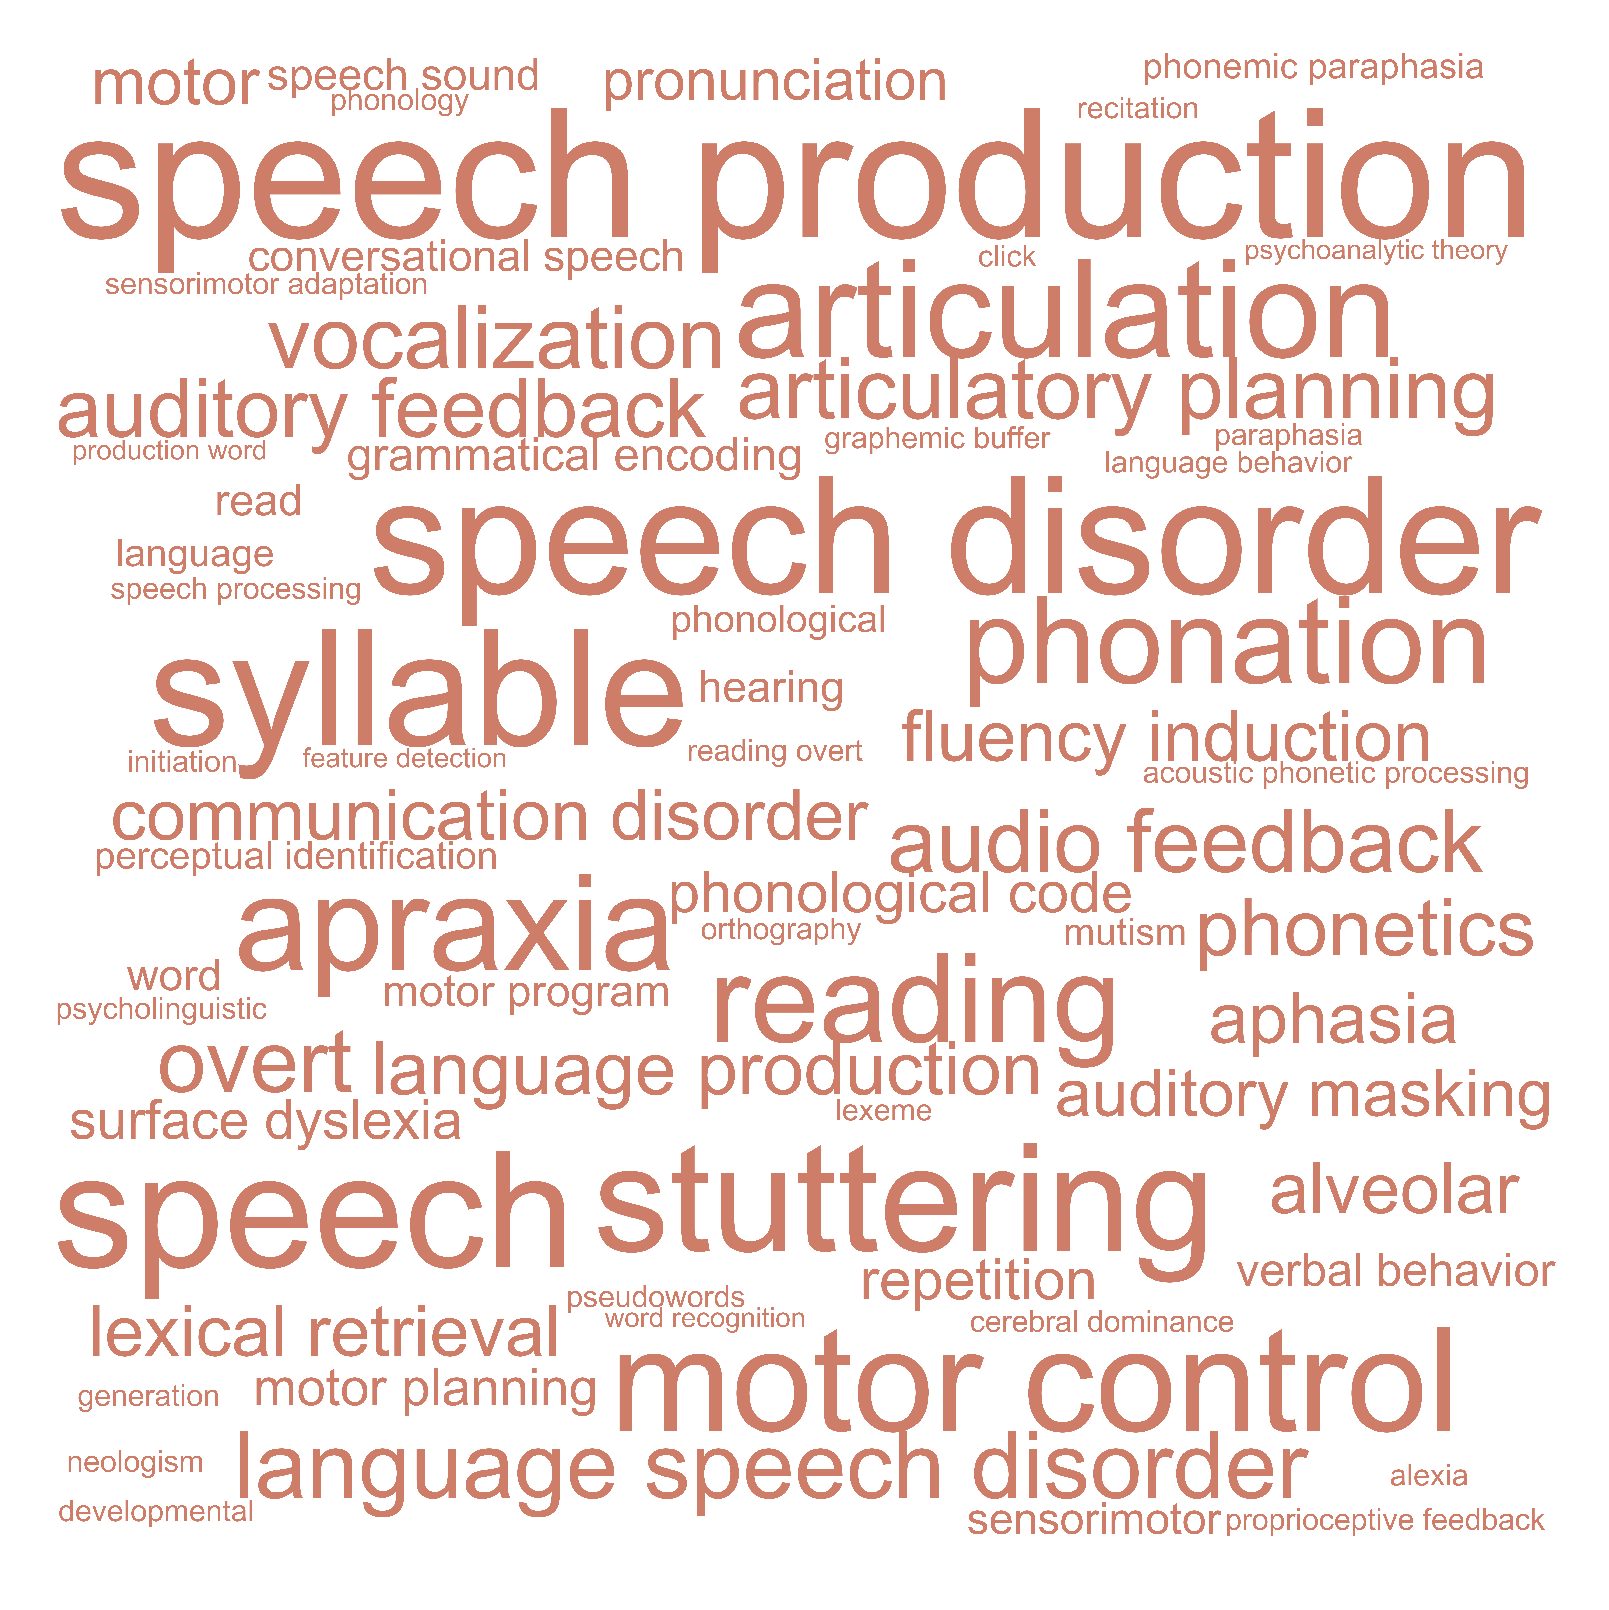 motor
speech sound
pronunciation
phonemic paraphasia
phonology
recitation
speech production
conversational speech
click
psychoanalytic theory
sensorimotor adaptation
articulation
vocalization
articulatory planning
auditory feedback
graphemic buffer
paraphasia
production word
grammatical encoding
language behavior
read
speech disorder
language
speech processing
phonological
phonation
syllable
hearing
fluency induction
initiation
feature detection
reading overt
acoustic phonetic processing
communication disorder
audio feedback
perceptual identification
phonological code
apraxia
orthography
mutism
phonetics
word
motor program
reading
psycholinguistic
aphasia
overt
language production
auditory masking
surface dyslexia
lexeme
speech
stuttering
alveolar
repetition
verbal behavior
pseudowords
lexical retrieval
word recognition
cerebral dominance
generation
motor planning
motor control
neologism
language speech disorder
alexia
developmental
sensorimotor
proprioceptive feedback